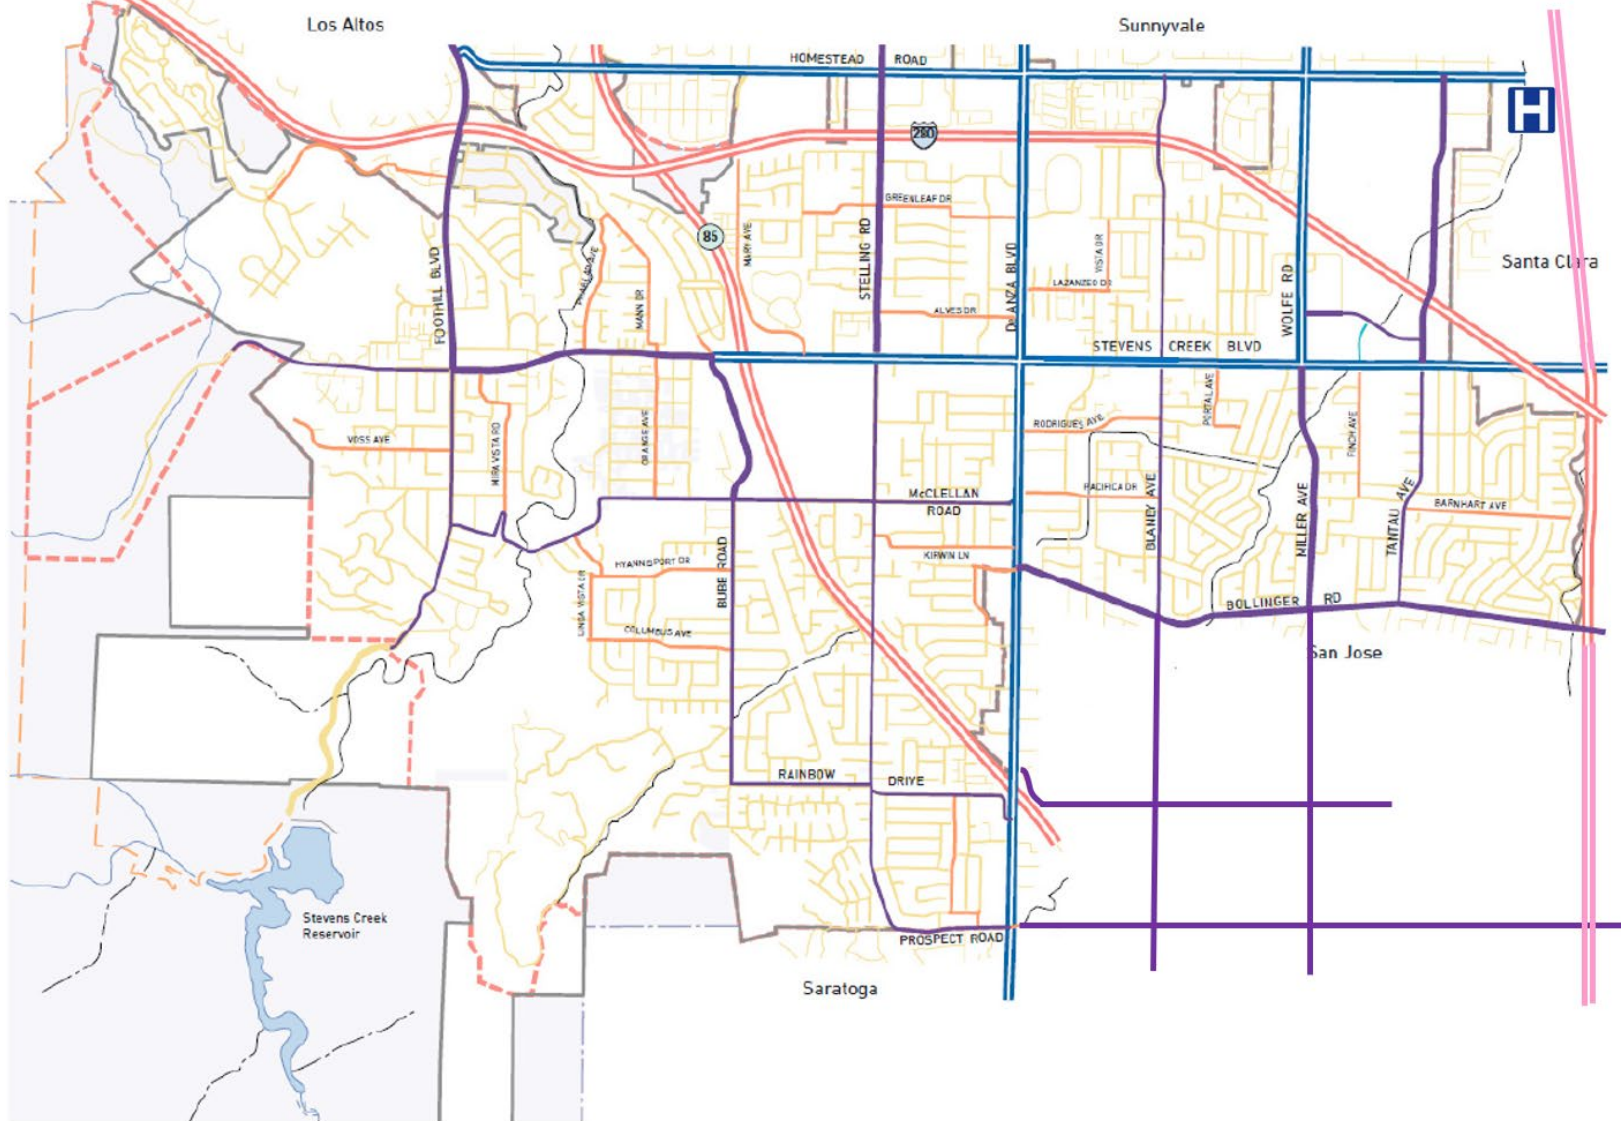 Los Altos
Sunnyvale
HOMESTEAD ROAD
H
280
GREENLEAF DR
85
MARY AVE
STELLING RD
DeANZA BLVD
VISTA DR
Santa Clara
FOOTHILL BLVD
MANN DR
LAZANZEO DR
WOLFE RD
ALVES DR
STEVENS CREEK BLVD
VOSS AVE
MIRA VISTA RD
ORANGE AVE
RODRIGUES AVE
PORTAL AVE
FINCH AVE
McCLELLAN
ROAD
PACIFICA DR
BLANEY AVE
MILLER AVE
TANTAU AVE
BARNHART AVE
KIRWIN LN
HYANNISPORT DR
BUBB ROAD
LINDA VISTA DR
BOLLINGER RD
COLUMBUS AVE
San Jose
RAINBOW DRIVE
Stevens Creek
Reservoir
PROSPECT ROAD
Saratoga